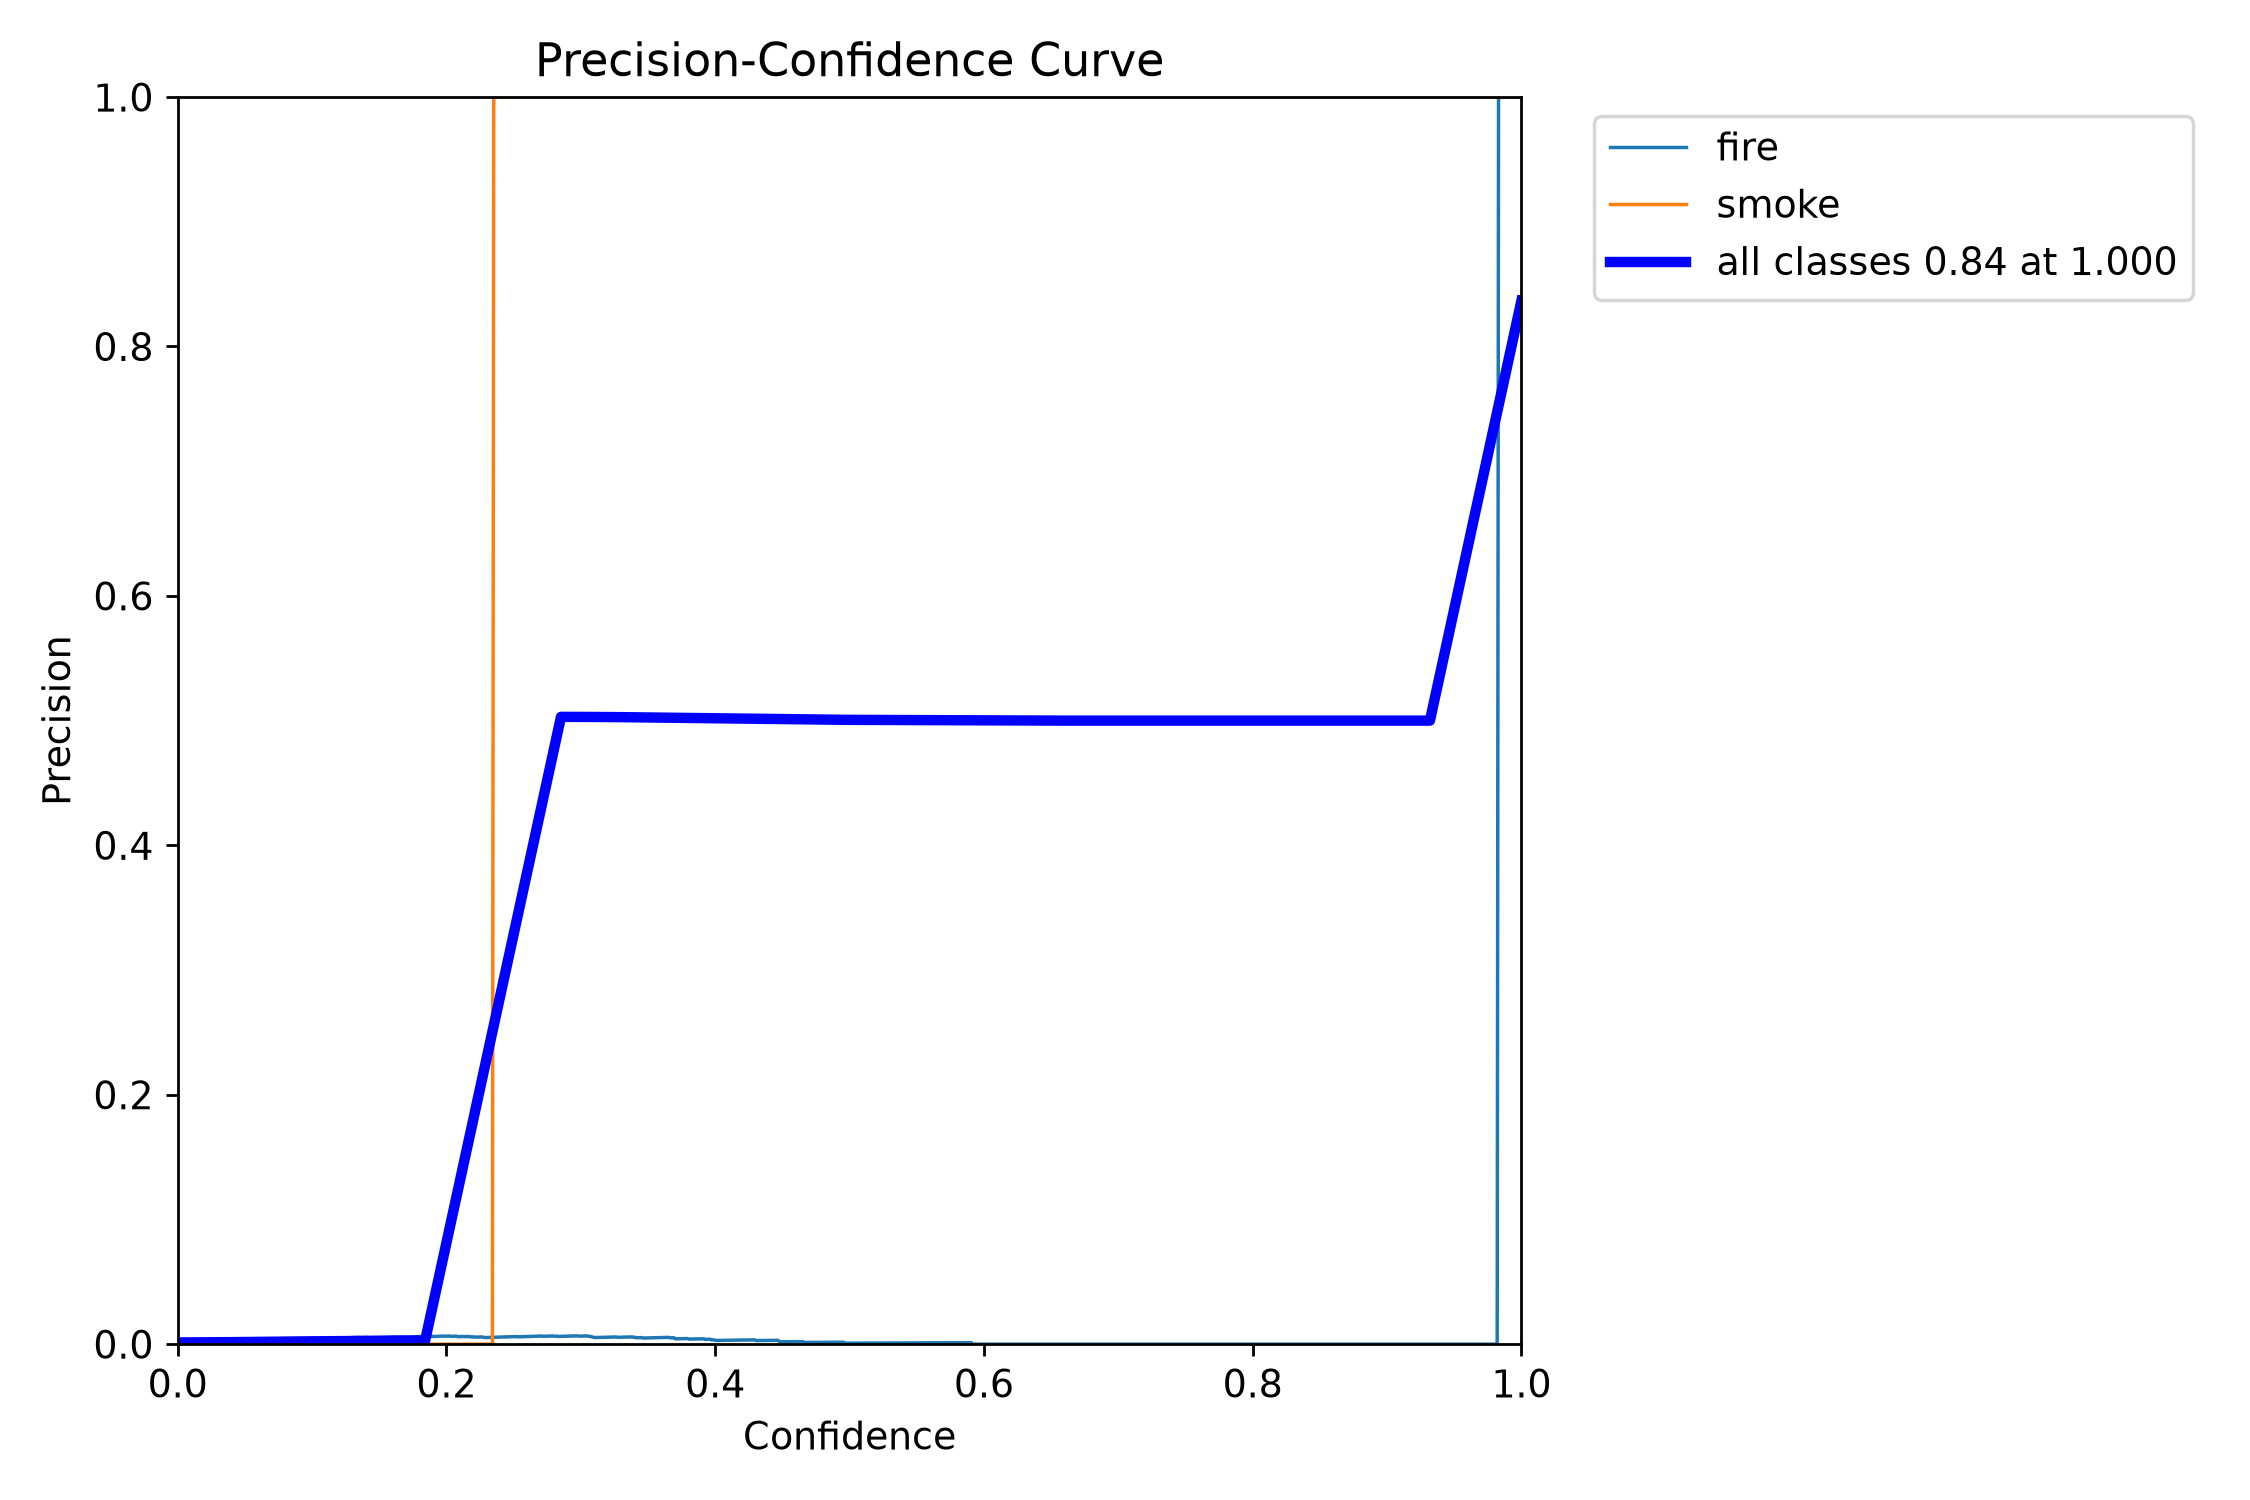 Precision-Confidence Curve
1.0
0.8
0.6
0.4
0.2
0.0
Precision
0.0 0.2 0.4 0.6 0.8 1.0
Confidence
fire
smoke
all classes 0.84 at 1.000